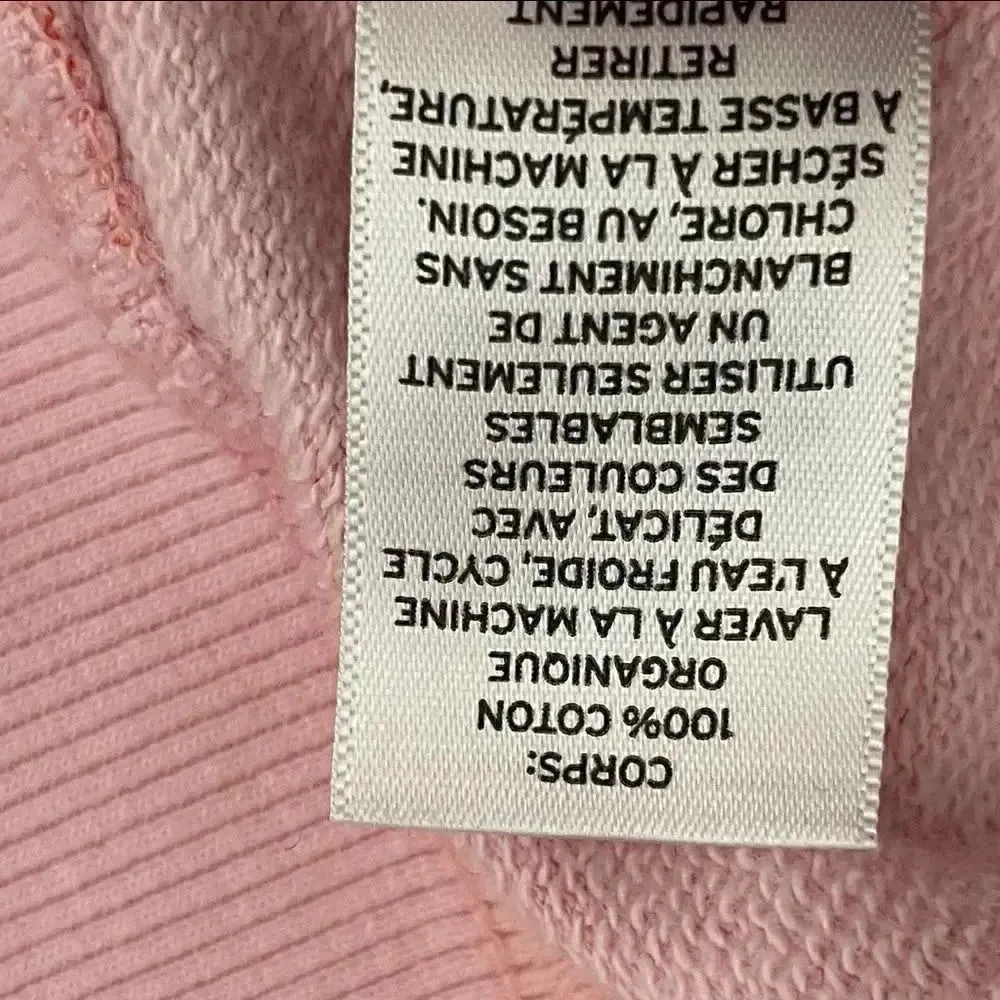 CORPS:
100% COTON
ORGANIQUE
LAVER À LA MACHINE
À L'EAU FROIDE, CYCLE
DÉLICAT, AVEC
DES COULEURS
SEMBLABLES
UTILISER SEULEMENT
UN AGENT DE
BLANCHIMENT SANS
CHLORE, AU BESOIN.
SÉCHER À LA MACHINE
À BASSE TEMPÉRATURE,
RETIRER
RAPIDEMENT